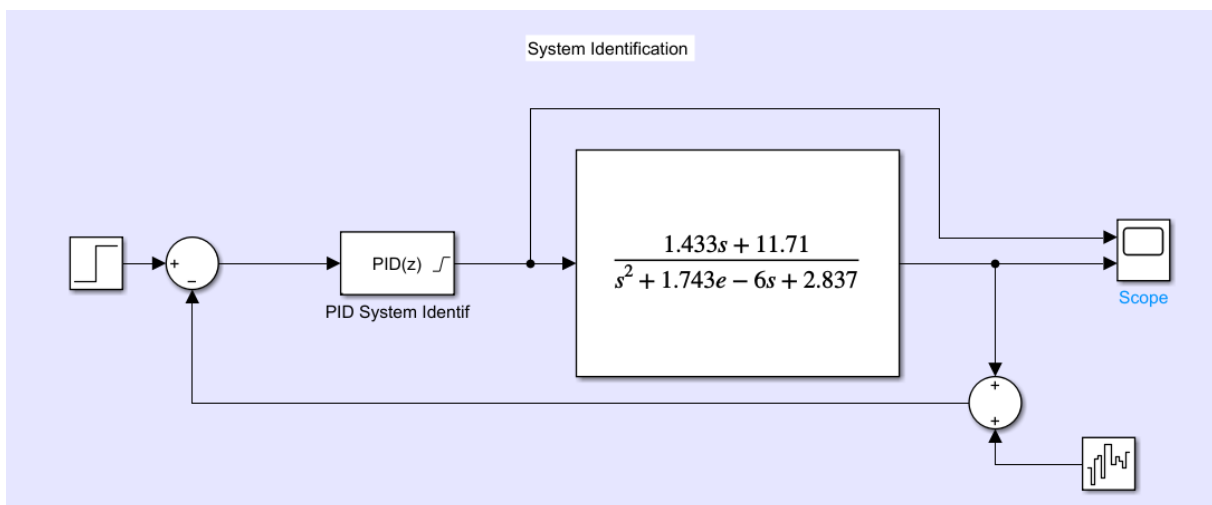 System Identification
1.433s + 11.71
s² + 1.743e − 6s + 2.837
+
−
PID(z)
PID System Identif
Scope
+
+